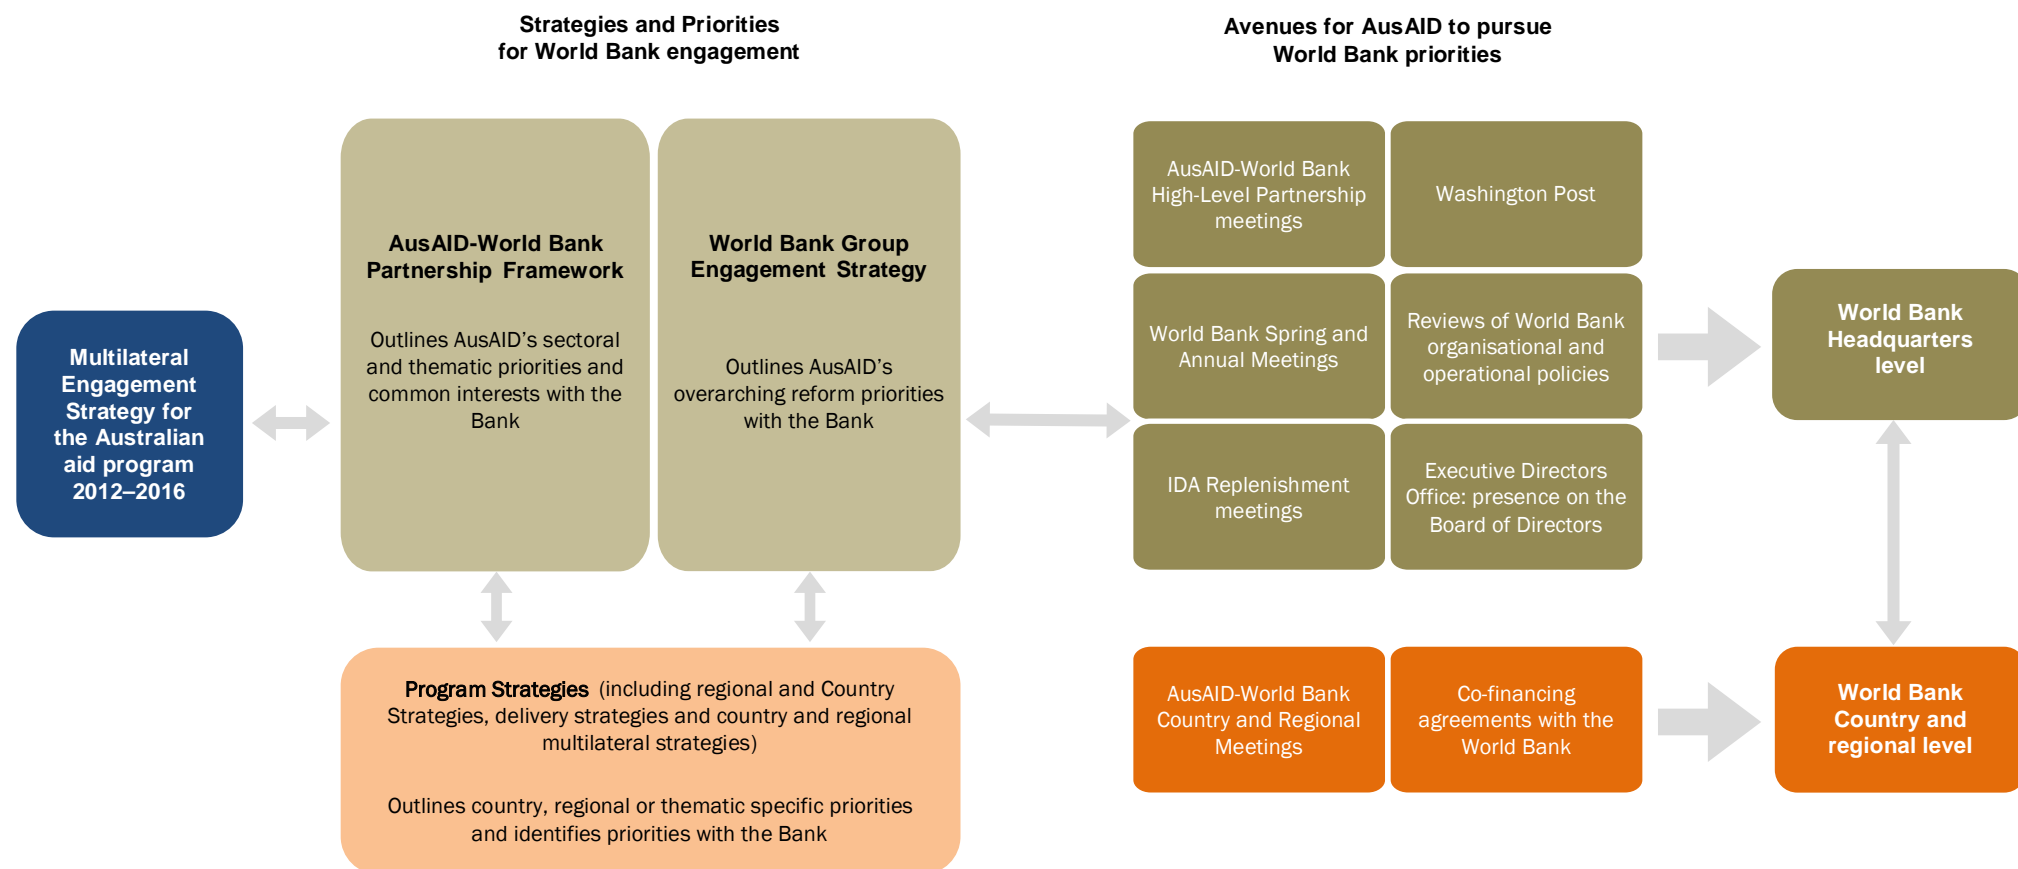 Strategies and Priorities
for World Bank engagement
Avenues for AusAID to pursue
World Bank priorities
Multilateral
Engagement
Strategy for
the Australian
aid program
2012–2016
AusAID-World Bank
Partnership Framework
Outlines AusAID’s sectoral
and thematic priorities and
common interests with the
Bank
World Bank Group
Engagement Strategy
Outlines AusAID’s
overarching reform priorities
with the Bank
Program Strategies (including regional and Country
Strategies, delivery strategies and country and regional
multilateral strategies)
Outlines country, regional or thematic specific priorities
and identifies priorities with the Bank
AusAID-World Bank
High-Level Partnership
meetings
Washington Post
World Bank Spring and
Annual Meetings
Reviews of World Bank
organisational and
operational policies
IDA Replenishment
meetings
Executive Directors
Office: presence on the
Board of Directors
World Bank
Headquarters
level
AusAID-World Bank
Country and Regional
Meetings
Co-financing
agreements with the
World Bank
World Bank
Country and
regional level